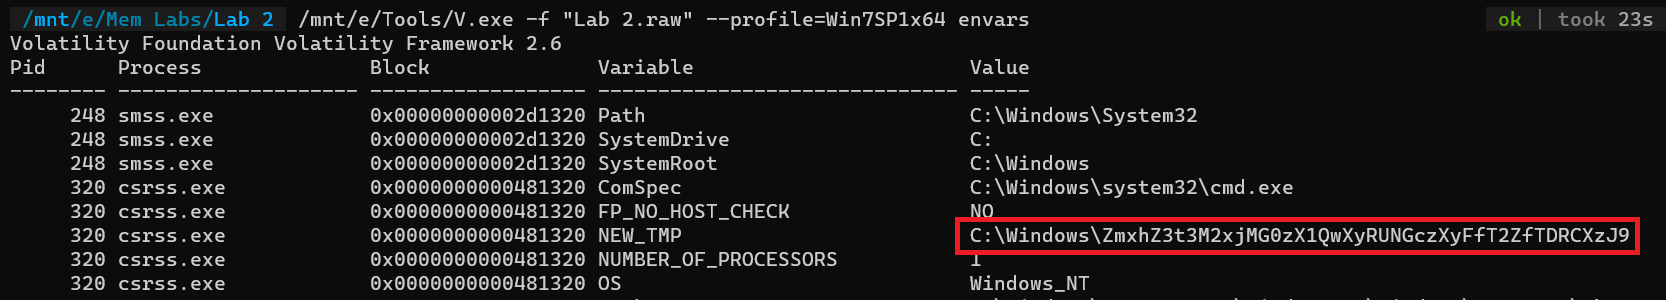 /mnt/e/Mem Labs/Lab 2 /mnt/e/Tools/V.exe -f "Lab 2.raw" --profile=Win7SP1x64 envars ok | took 23s
Volatility Foundation Volatility Framework 2.6
Pid Process Block Variable Value
-------- -------------------- ------------------ ------------------------------ -----
248 smss.exe 0x00000000002d1320 Path C:\Windows\System32
248 smss.exe 0x00000000002d1320 SystemDrive C:
248 smss.exe 0x00000000002d1320 SystemRoot C:\Windows
320 csrss.exe 0x0000000000481320 ComSpec C:\Windows\system32\cmd.exe
320 csrss.exe 0x0000000000481320 FP_NO_HOST_CHECK NO
320 csrss.exe 0x0000000000481320 NEW_TMP C:\Windows\ZmxhZ3t3M2xjMG0zX1QwXyRUNGczXyFfT2ZfTDRCXzJ9
320 csrss.exe 0x0000000000481320 NUMBER_OF_PROCESSORS 1
320 csrss.exe 0x0000000000481320 OS Windows_NT